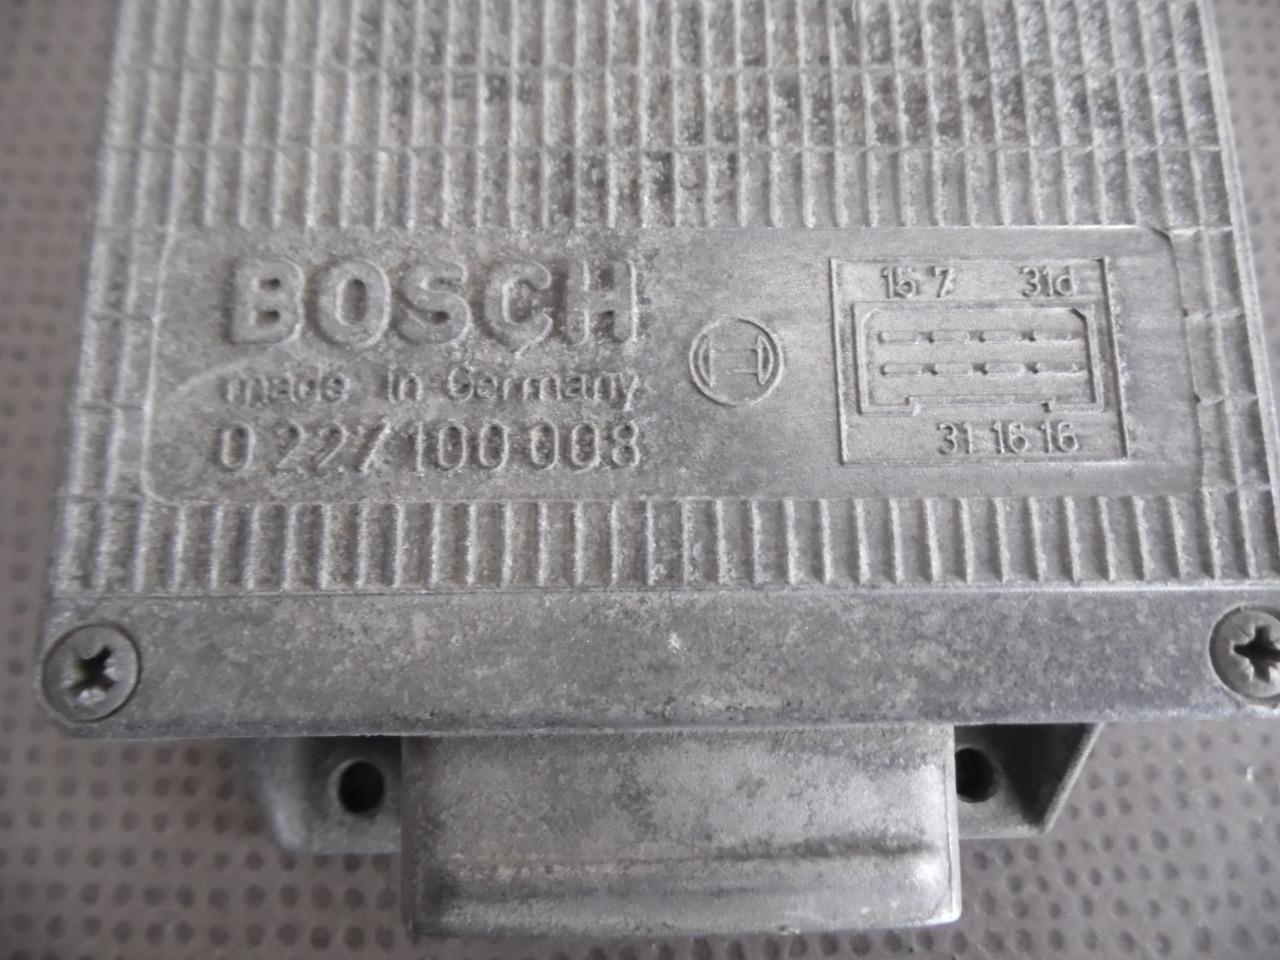 BOSCH
made in Germany
0 227 100 008
15 7 31d
31 16 16